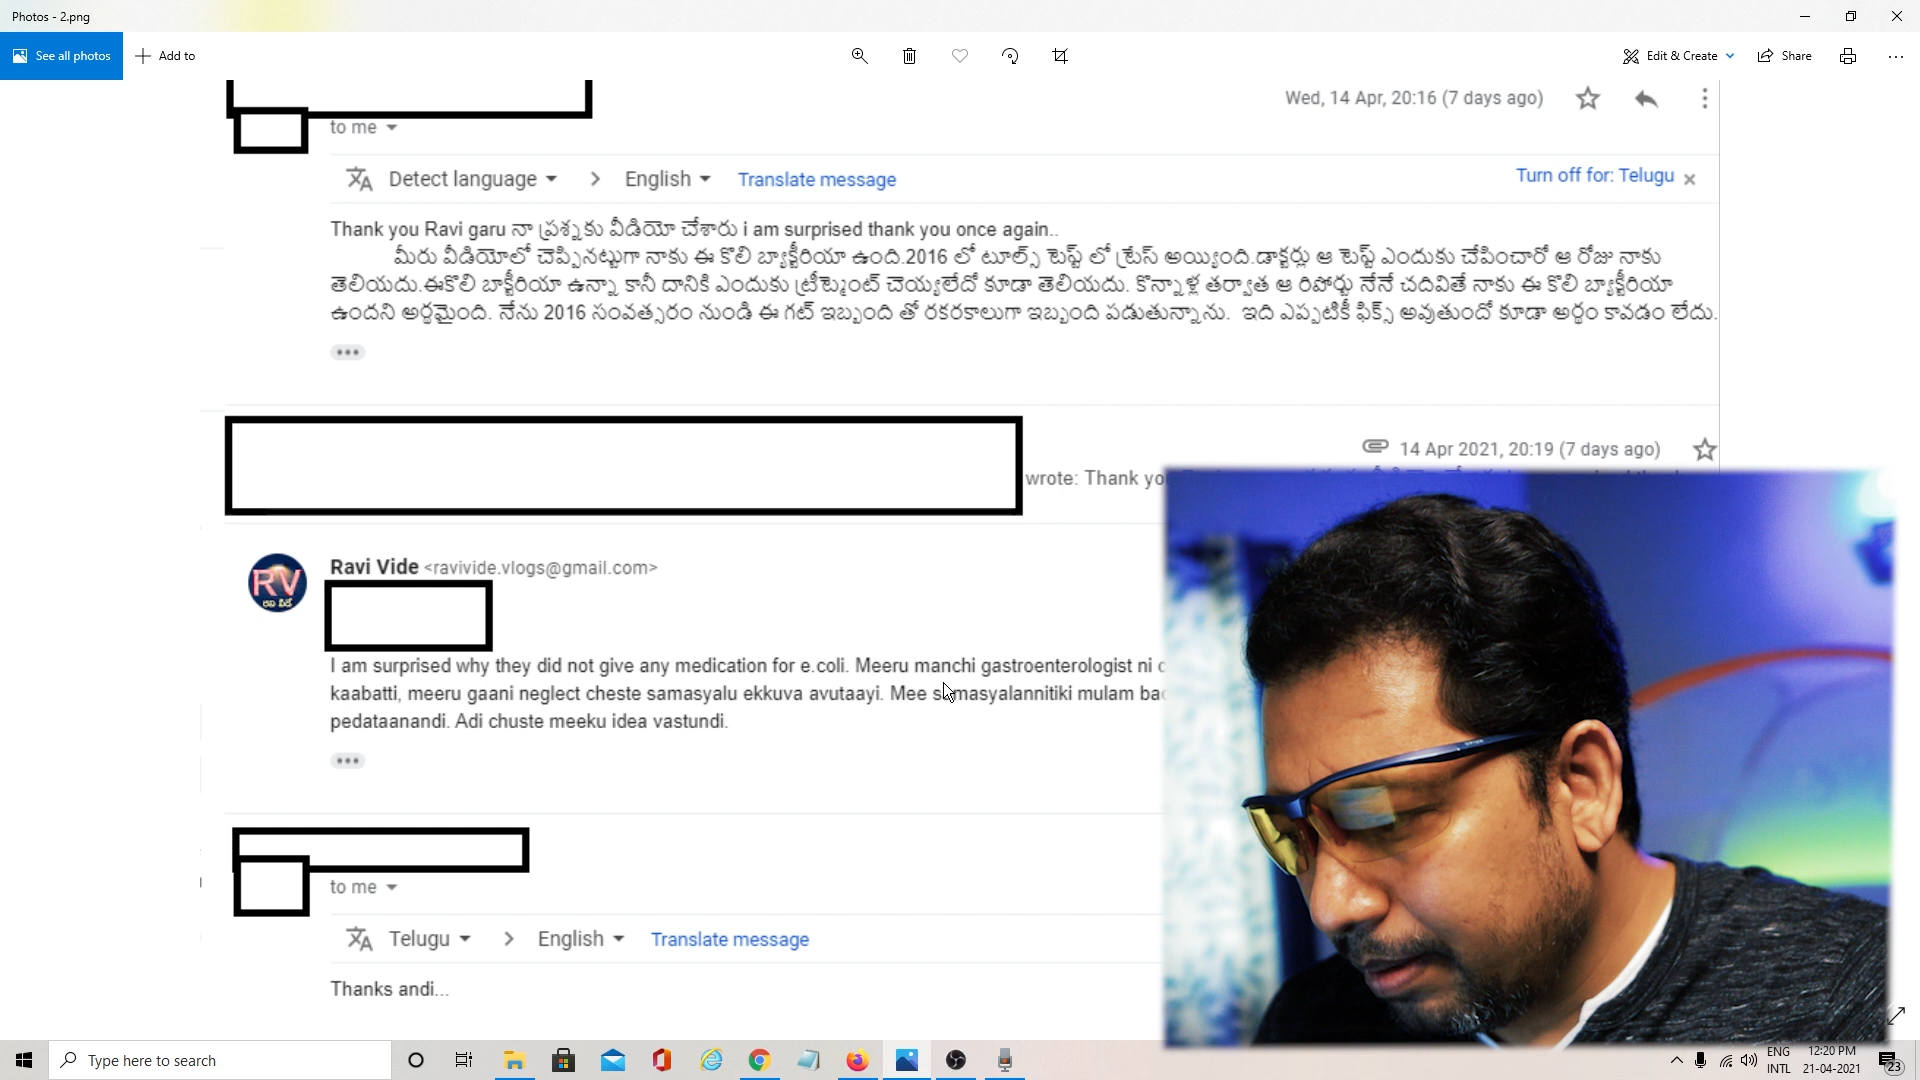 Photos - 2.png
See all photos
Add to
Edit & Create
Share
Wed, 14 Apr, 20:16 (7 days ago)
to me
Detect language > English Translate message
Turn off for: Telugu
Thank you Ravi garu నా ప్రశ్నకు వీడియో చేశారు i am surprised thank you once again..
మీరు వీడియోలో చెప్పినట్టుగా నాకు ఈ కొలి బ్యాక్టీరియా ఉంది.2016 లో టూల్స్ టెస్ట్ లో ట్రేస్ అయ్యింది.డాక్టర్లు ఆ టెస్ట్ ఎందుకు చేపించారో ఆ రోజు నాకు
తెలియదు.ఈకొలి బాక్టీరియా ఉన్నా కానీ దానికి ఎందుకు ట్రీట్మెంట్ చెయ్యలేదో కూడా తెలియదు. కొన్నాళ్ల తర్వాత ఆ రిపోర్టు నేనే చదివితే నాకు ఈ కొలి బ్యాక్టీరియా
ఉందని అర్థమైంది. నేను 2016 సంవత్సరం నుండి ఈ గట్ ఇబ్బంది తో రకరకాలుగా ఇబ్బంది పడుతున్నాను. ఇది ఎప్పటికీ ఫిక్స్ అవుతుందో కూడా అర్థం కావడం లేదు.
14 Apr 2021, 20:19 (7 days ago)
wrote: Thank yo
Ravi Vide <ravivide.vlogs@gmail.com>
RV
రవి వీడే
I am surprised why they did not give any medication for e.coli. Meeru manchi gastroenterologist ni
kaabatti, meeru gaani neglect cheste samasyalu ekkuva avutaayi. Mee samasyalannitiki mulam
pedataanandi. Adi chuste meeku idea vastundi.
to me
Telugu > English Translate message
Thanks andi...
Type here to search
ENG
INTL
12:20 PM
21-04-2021
23